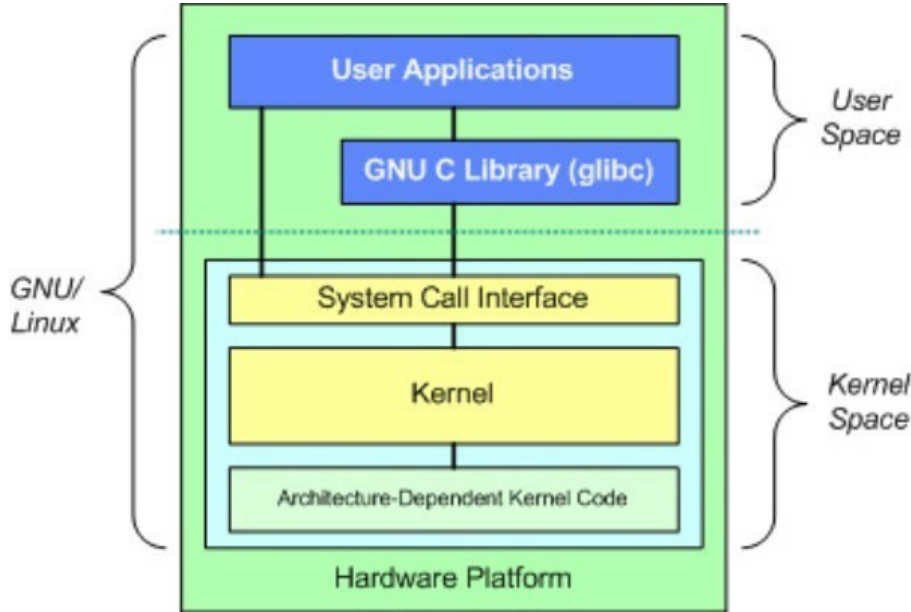 User Applications
User
Space
GNU C Library (glibc)
GNU/
Linux
System Call Interface
Kernel
Kernel
Space
Architecture-Dependent Kernel Code
Hardware Platform